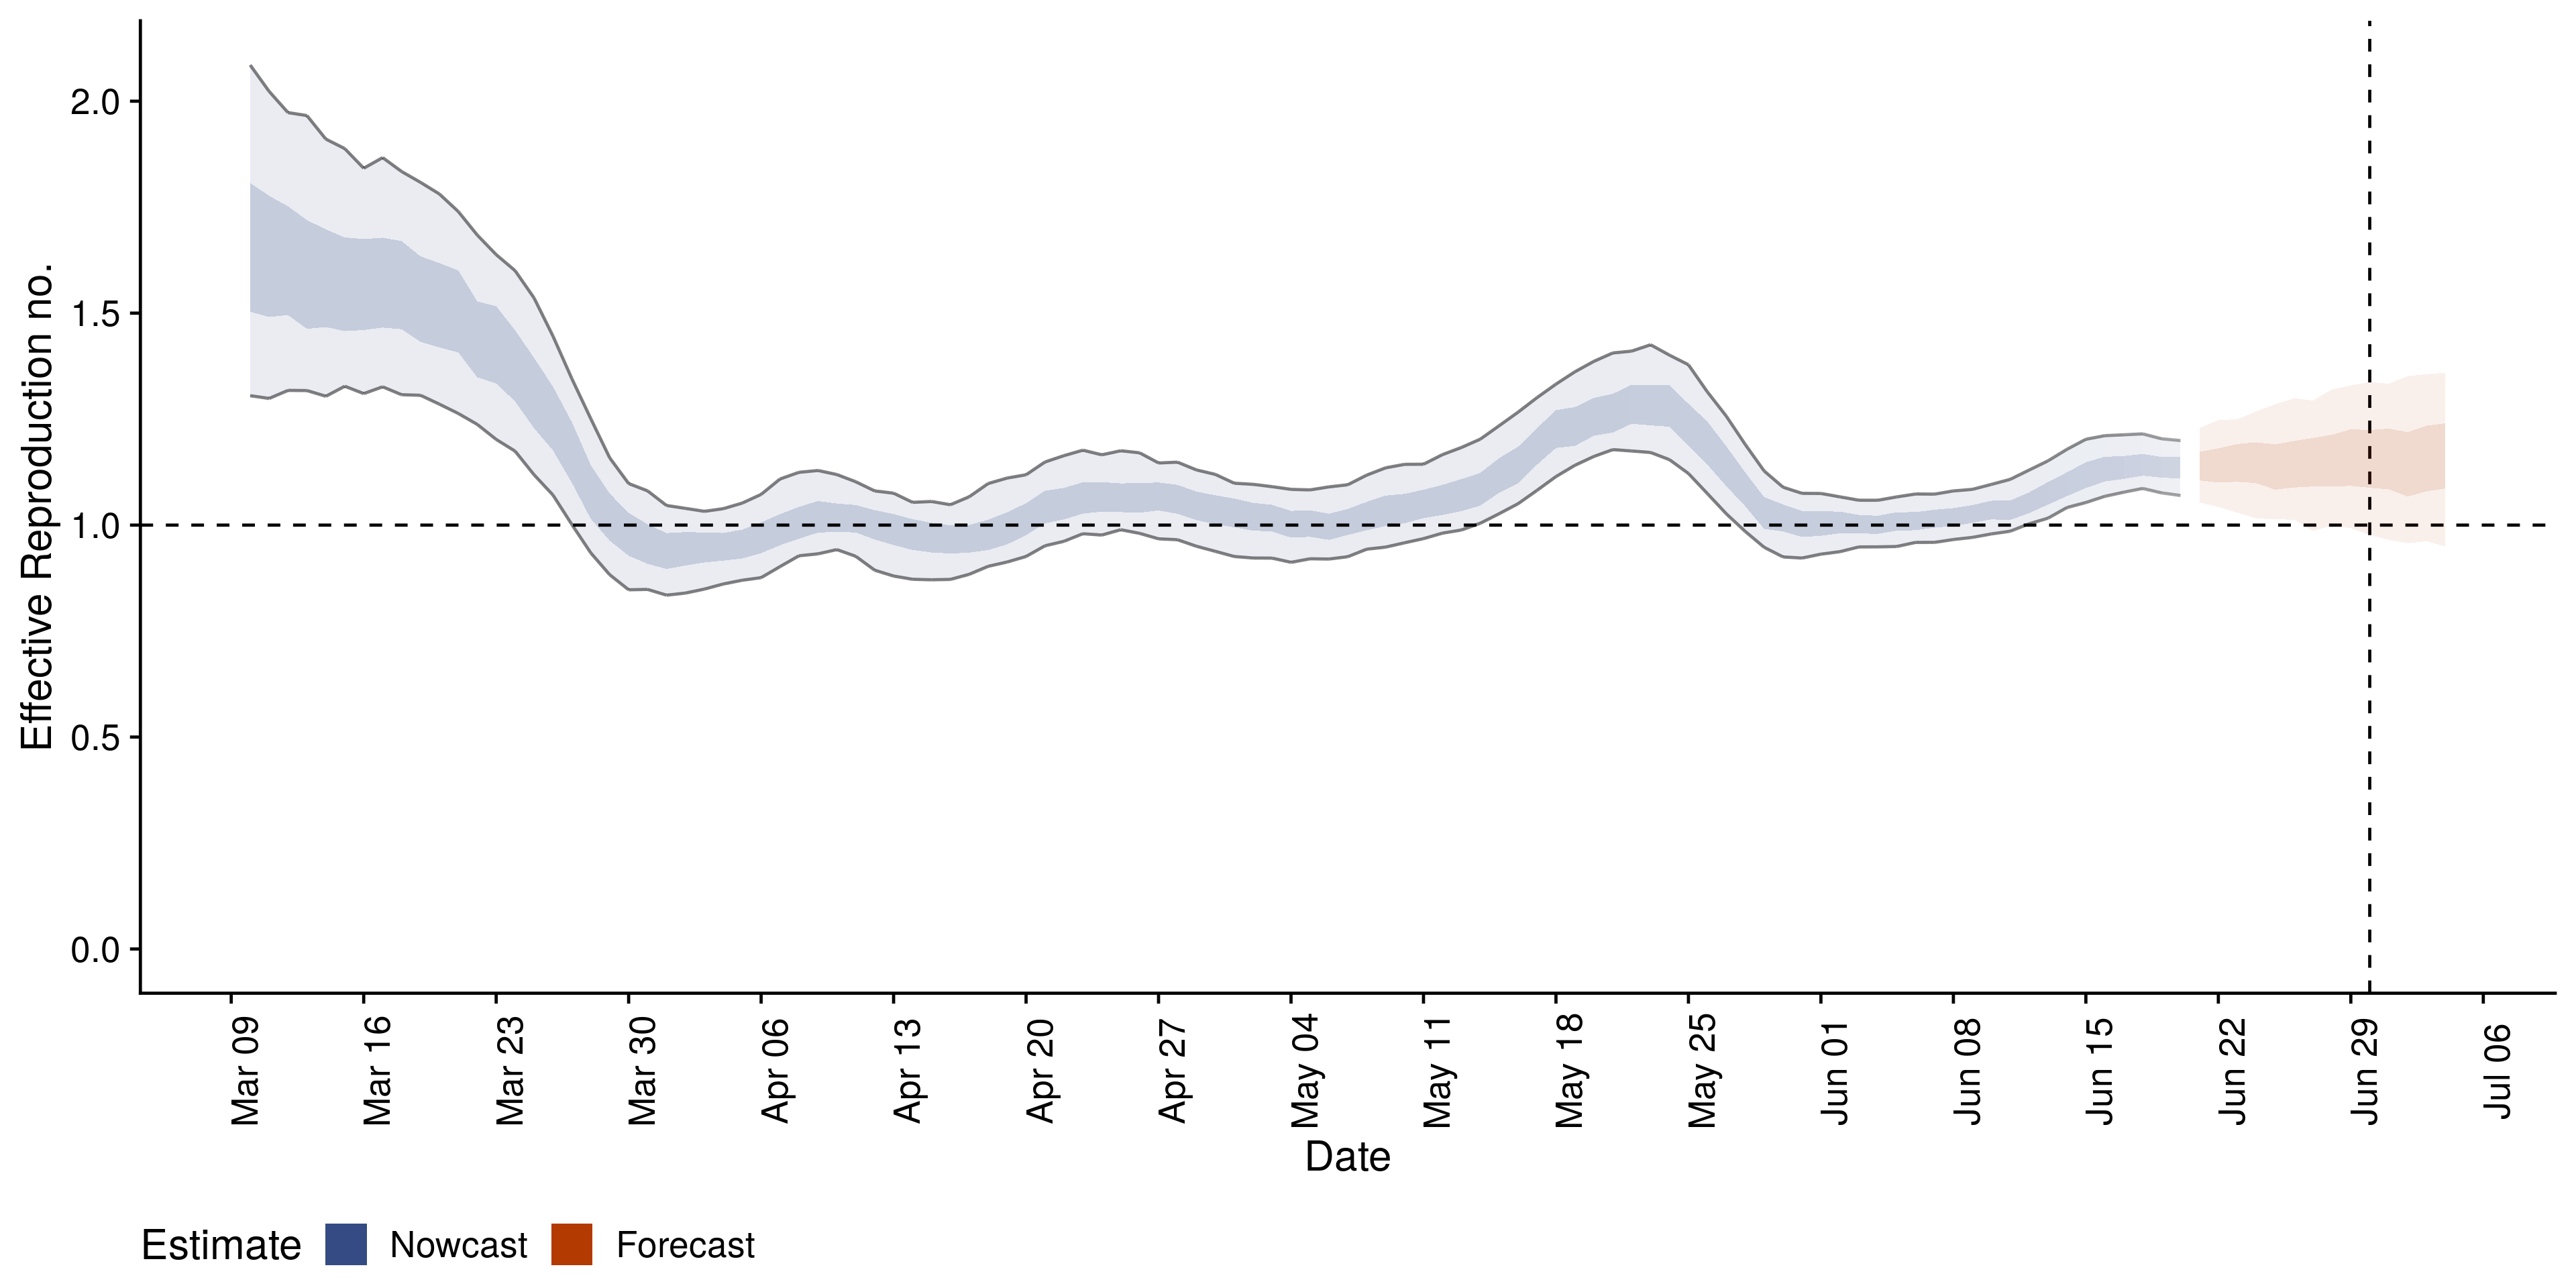 Effective Reproduction no.
2.0
1.5
1.0
0.5
0.0
Mar 09
Mar 16
Mar 23
Mar 30
Apr 06
Apr 13
Apr 20
Apr 27
May 04
May 11
May 18
May 25
Jun 01
Jun 08
Jun 15
Jun 22
Jun 29
Jul 06
Date
Estimate Nowcast Forecast